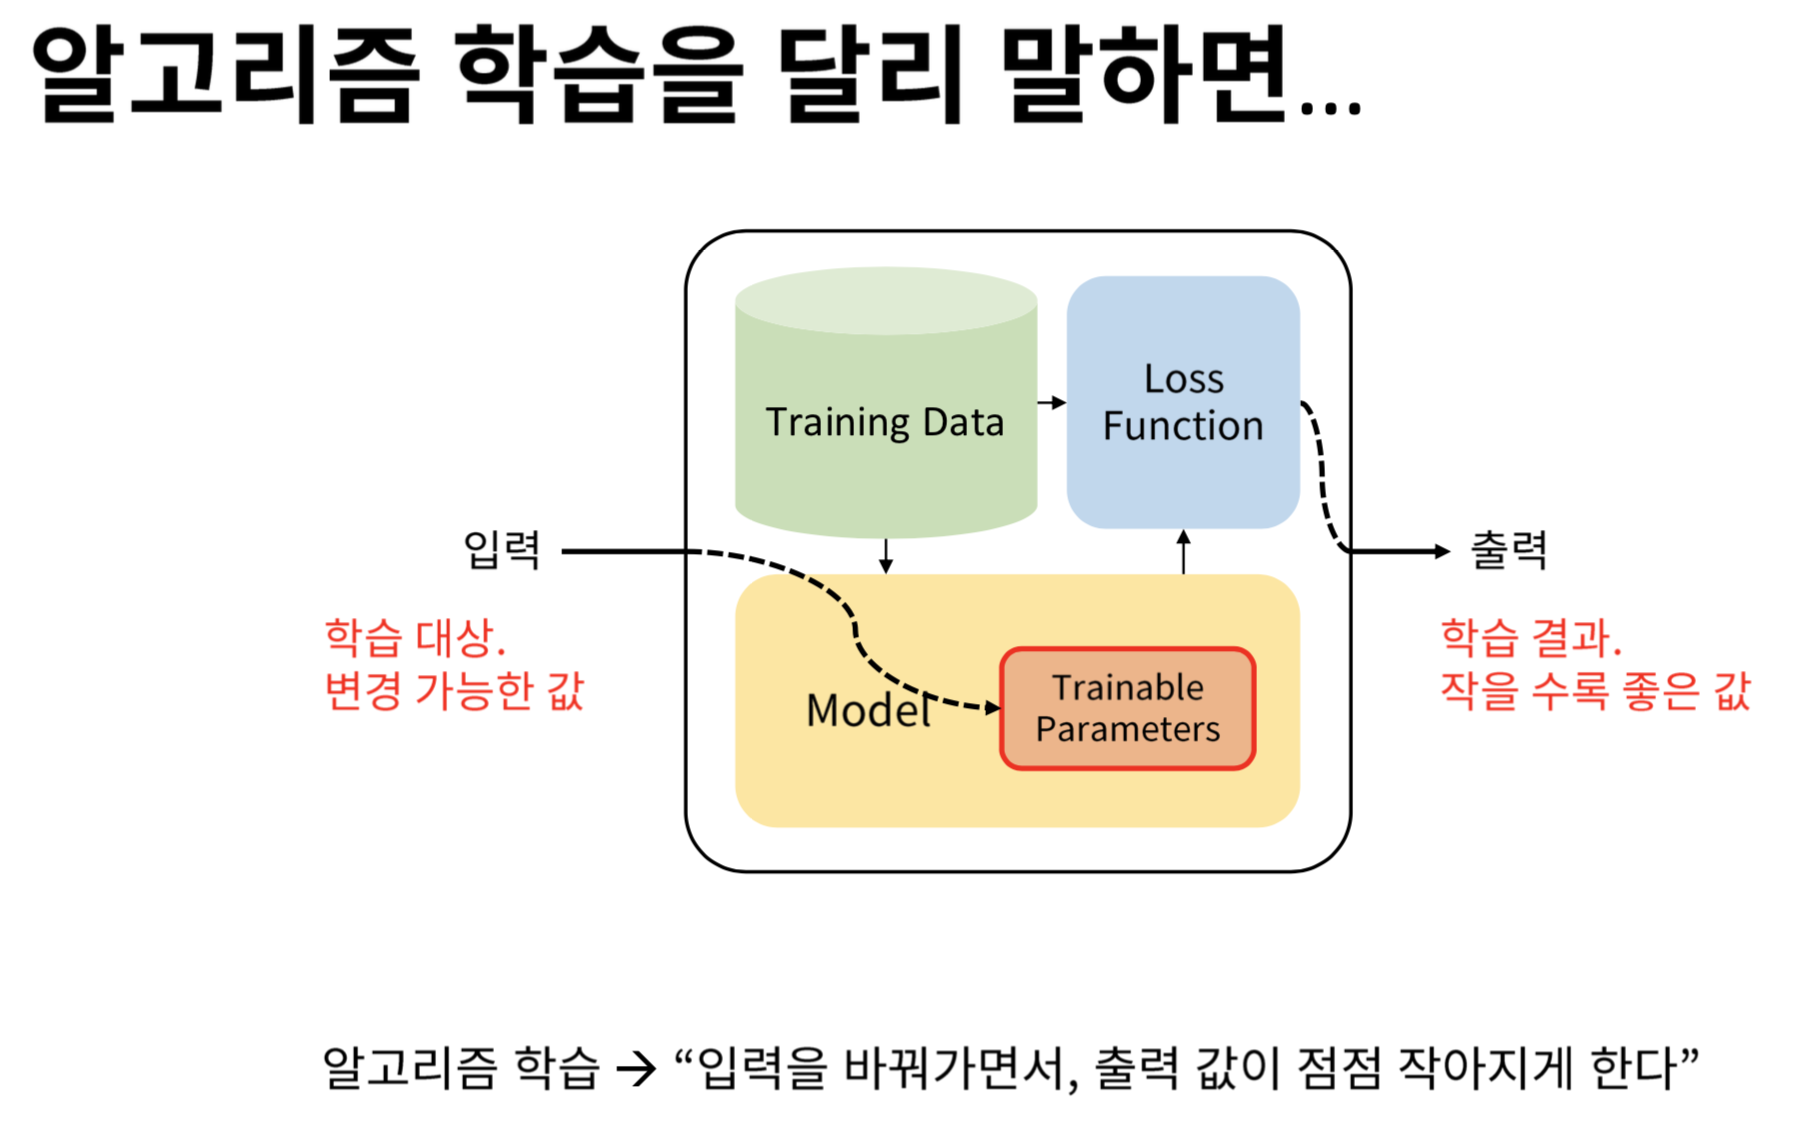 알고리즘 학습을 달리 말하면...
Training Data
Loss
Function
입력
출력
학습 대상.
변경 가능한 값
학습 결과.
작을 수록 좋은 값
Model
Trainable
Parameters
알고리즘 학습 → “입력을 바꿔가면서, 출력 값이 점점 작아지게 한다”